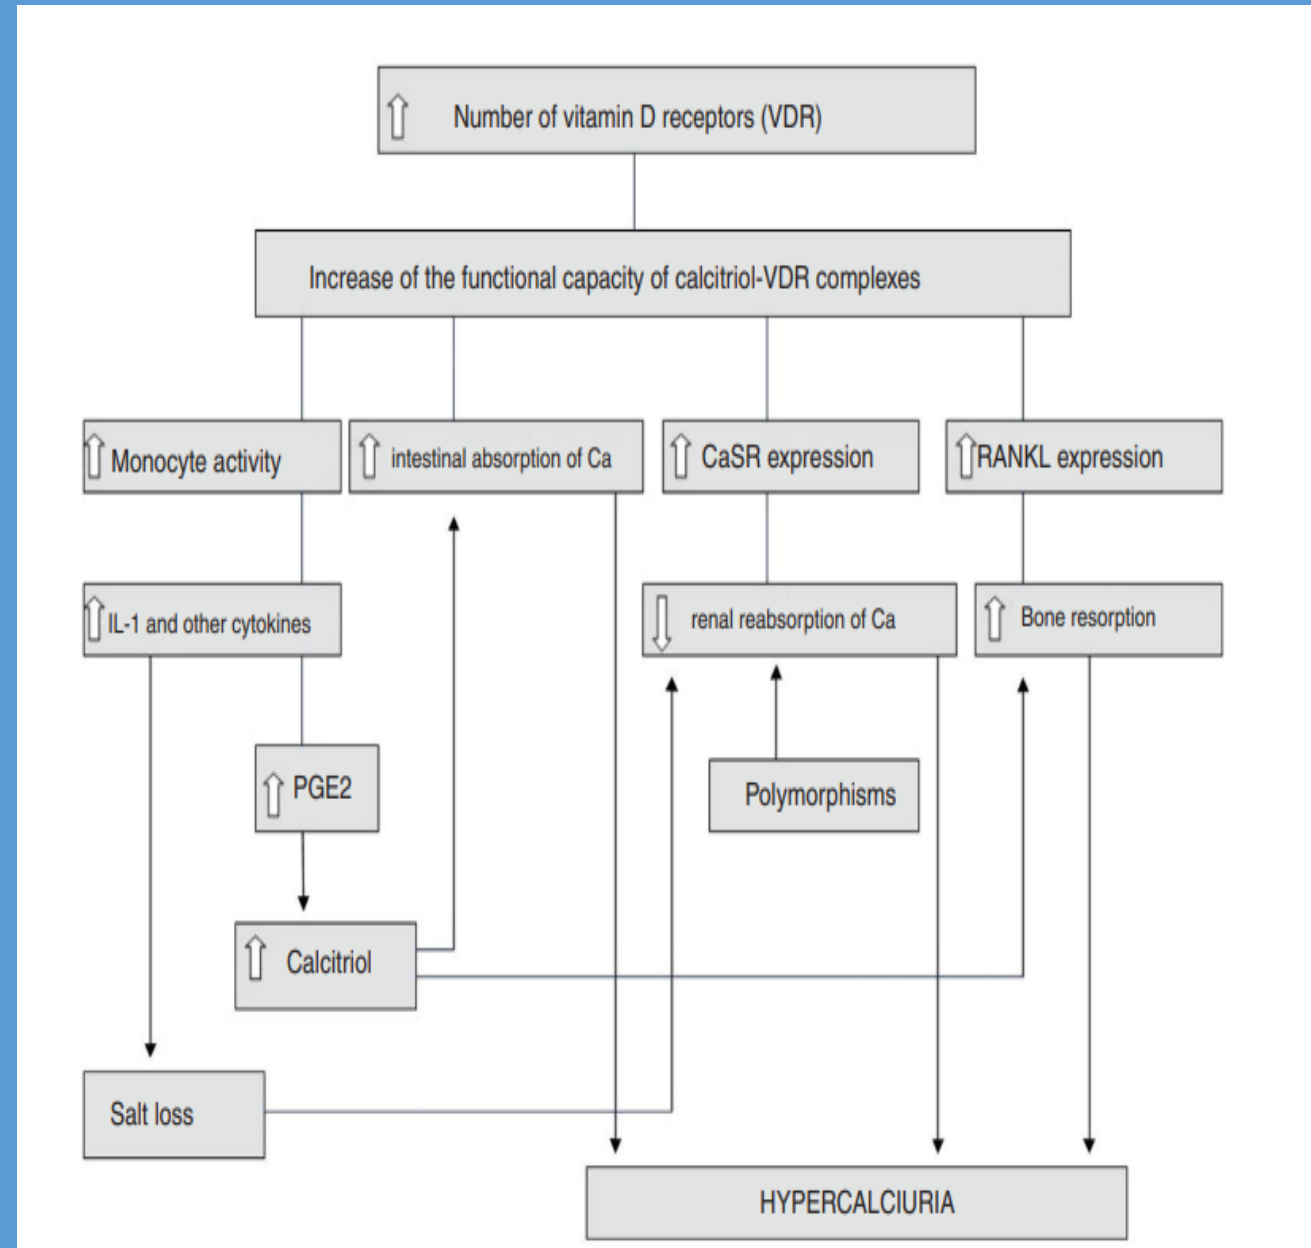 Number of vitamin D receptors (VDR)
Increase of the functional capacity of calcitriol-VDR complexes
Monocyte activity
intestinal absorption of Ca
CaSR expression
RANKL expression
IL-1 and other cytokines
renal reabsorption of Ca
Bone resorption
PGE2
Polymorphisms
Calcitriol
Salt loss
HYPERCALCIURIA